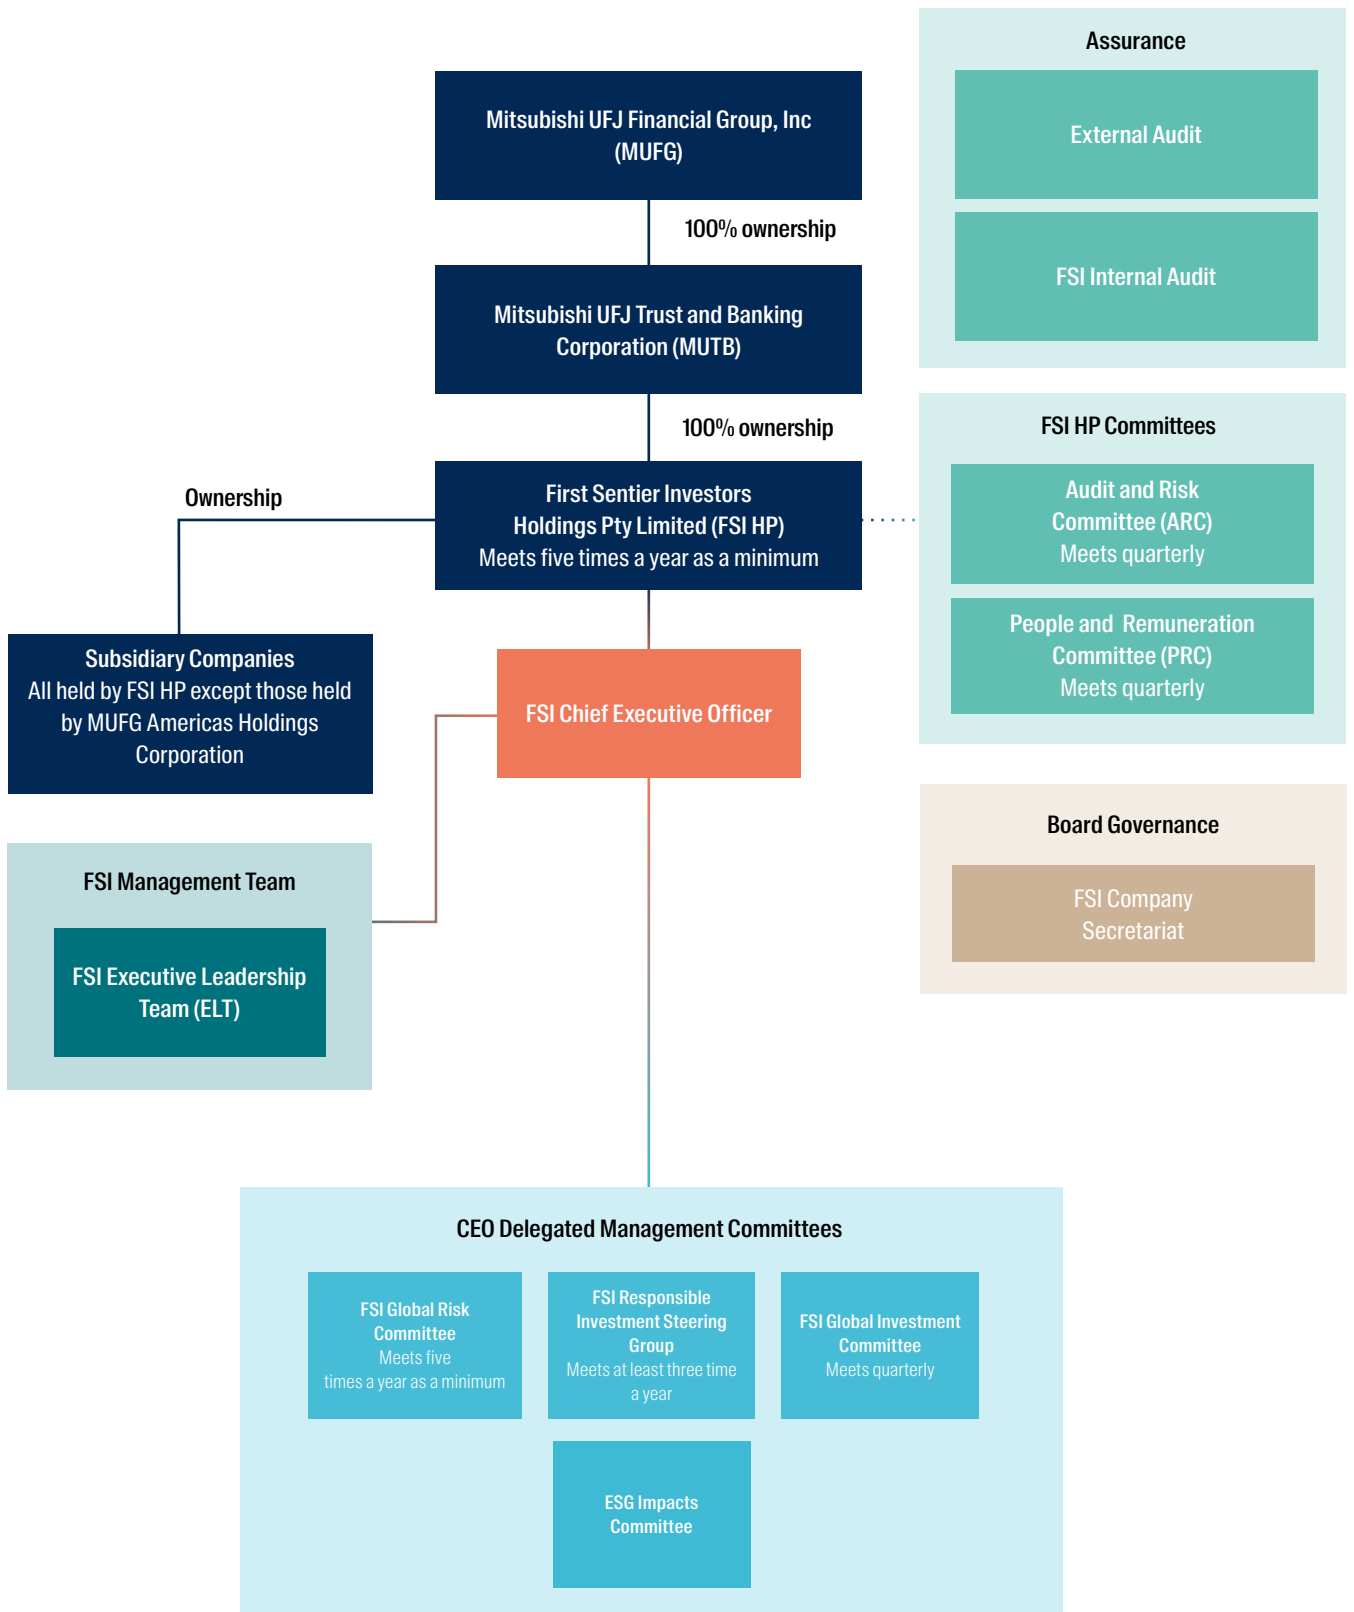 Mitsubishi UFJ Financial Group, Inc
(MUFG)
100% ownership
Mitsubishi UFJ Trust and Banking
Corporation (MUTB)
100% ownership
First Sentier Investors
Holdings Pty Limited (FSI HP)
Meets five times a year as a minimum
Ownership
Subsidiary Companies
All held by FSI HP except those held
by MUFG Americas Holdings
Corporation
FSI Chief Executive Officer
FSI Management Team
FSI Executive Leadership
Team (ELT)
Assurance
External Audit
FSI Internal Audit
FSI HP Committees
Audit and Risk
Committee (ARC)
Meets quarterly
People and Remuneration
Committee (PRC)
Meets quarterly
Board Governance
FSI Company
Secretariat
CEO Delegated Management Committees
FSI Global Risk
Committee
Meets five
times a year as a minimum
FSI Responsible
Investment Steering
Group
Meets at least three time
a year
FSI Global Investment
Committee
Meets quarterly
ESG Impacts
Committee